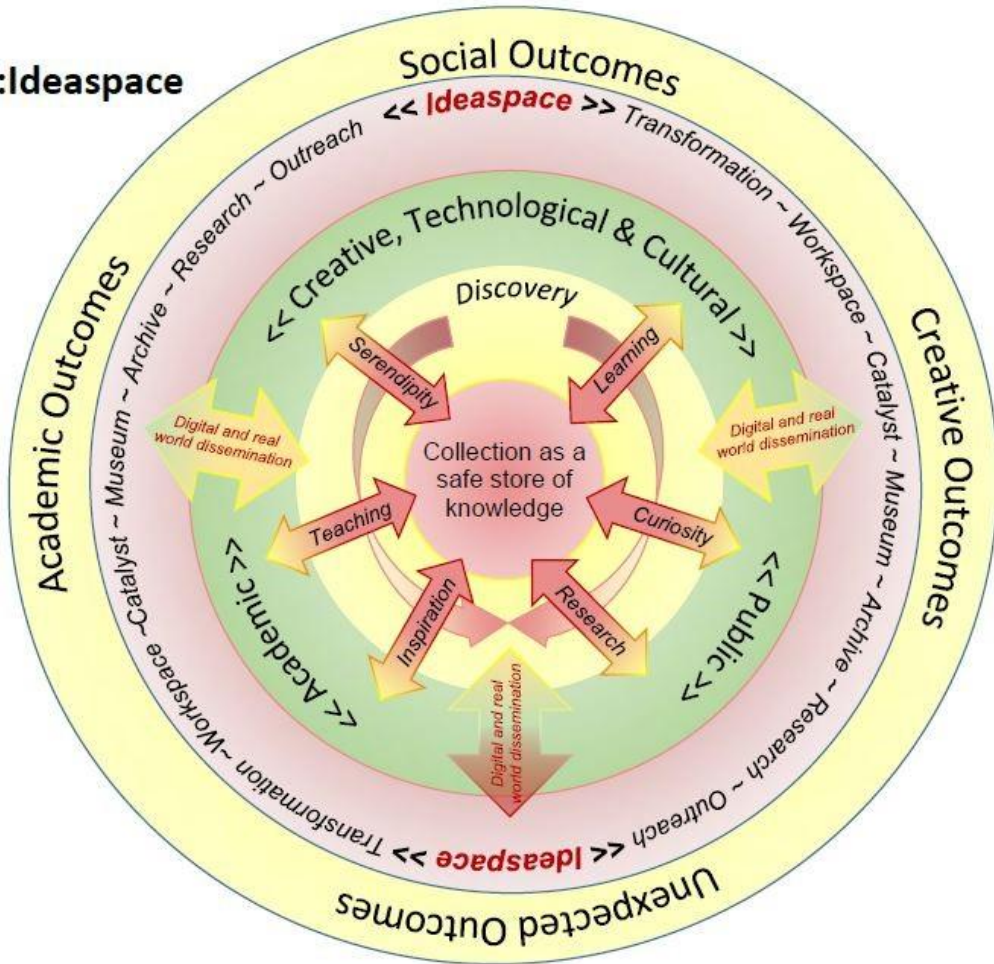 :Ideaspace
Social Outcomes
Creative Outcomes
Unexpected Outcomes
Academic Outcomes
<< Ideaspace >>
Transformation ~ Workspace ~ Catalyst ~ Museum ~ Archive ~ Research ~ Outreach
<< Ideaspace >>
Transformation ~Workspace ~Catalyst ~ Museum ~ Archive ~ Research ~ Outreach
<< Creative, Technological & Cultural >>
<< Public >>
<< Academic >>
Discovery
Serendipity
Learning
Digital and real
world dissemination
Digital and real
world dissemination
Collection as a
safe store of
knowledge
Teaching
Curiosity
Inspiration
Research
Digital and real
world dissemination